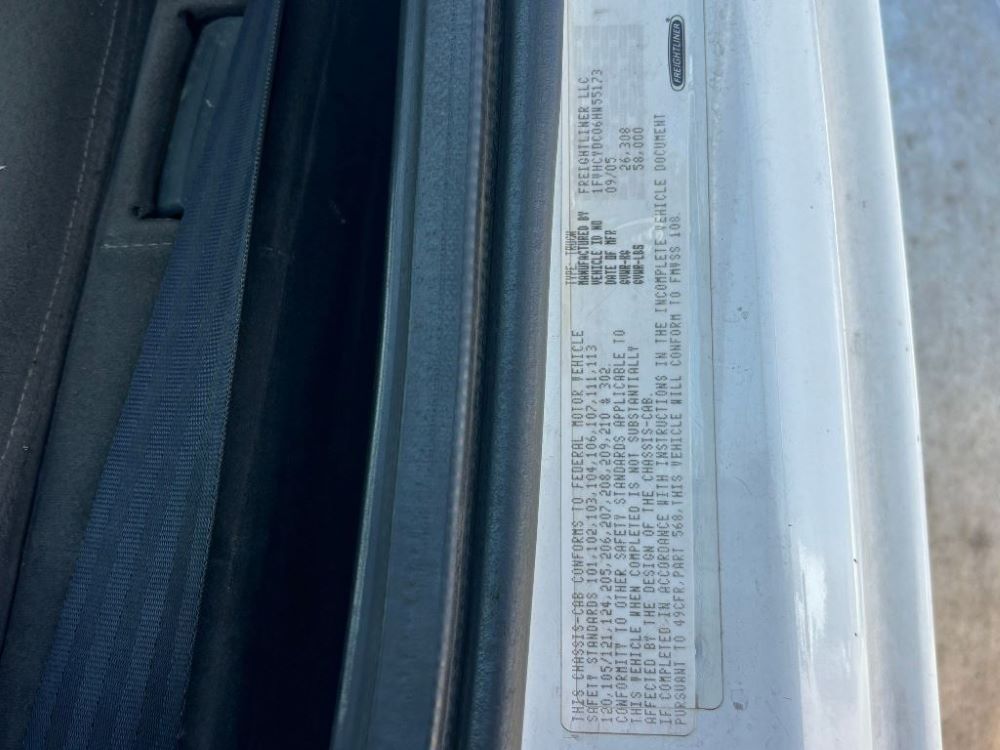 FREIGHTLINER
TYPE: TRUCK
MANUFACTURED BY FREIGHTLINER LLC
VEHICLE ID NO 1FVHCYDC06HN55173
DATE OF MFR 09/05
GVWR-KG 26,308
GVWR-LBS 58,000
THIS CHASSIS-CAB CONFORMS TO FEDERAL MOTOR VEHICLE
SAFETY STANDARDS 101,102,103,104,106,107,111,113
120,105/121,124,205,206,207,208,209,210 & 302.
CONFORMITY TO OTHER SAFETY STANDARDS APPLICABLE TO
THIS VEHICLE WHEN COMPLETED IS NOT SUBSTANTIALLY
AFFECTED BY THE DESIGN OF THE CHASSIS-CAB.
IF COMPLETED IN ACCORDANCE WITH INSTRUCTIONS IN THE INCOMPLETE VEHICLE DOCUMENT
PURSUANT TO 49CFR,PART 568,THIS VEHICLE WILL CONFORM TO FMVSS 108.